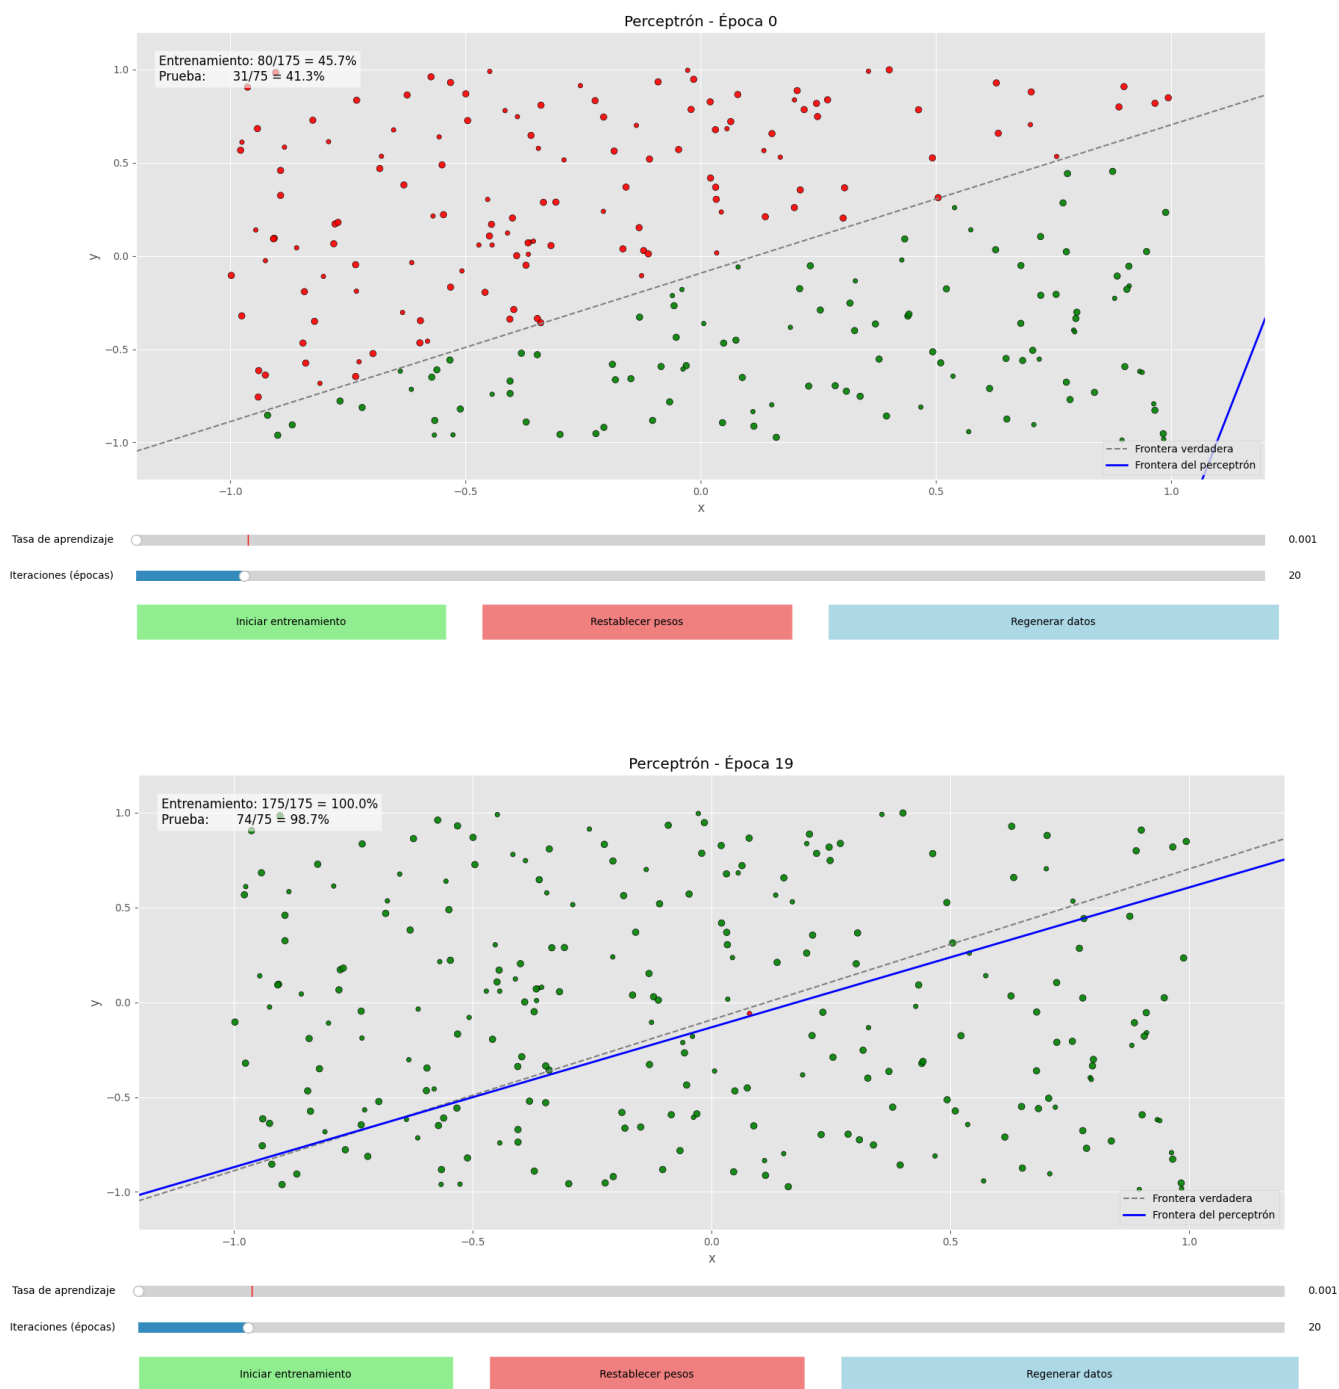 Perceptrón - Época 0
Entrenamiento: 80/175 = 45.7%
Prueba: 31/75 = 41.3%
1.0
0.5
0.0
y
−0.5
−1.0
Frontera verdadera
Frontera del perceptrón
−1.0 −0.5 0.0 0.5 1.0
x
Tasa de aprendizaje 0.001
Iteraciones (épocas) 20
Iniciar entrenamiento Restablecer pesos Regenerar datos
Perceptrón - Época 19
Entrenamiento: 175/175 = 100.0%
Prueba: 74/75 = 98.7%
1.0
0.5
0.0
y
−0.5
−1.0
Frontera verdadera
Frontera del perceptrón
−1.0 −0.5 0.0 0.5 1.0
x
Tasa de aprendizaje 0.001
Iteraciones (épocas) 20
Iniciar entrenamiento Restablecer pesos Regenerar datos